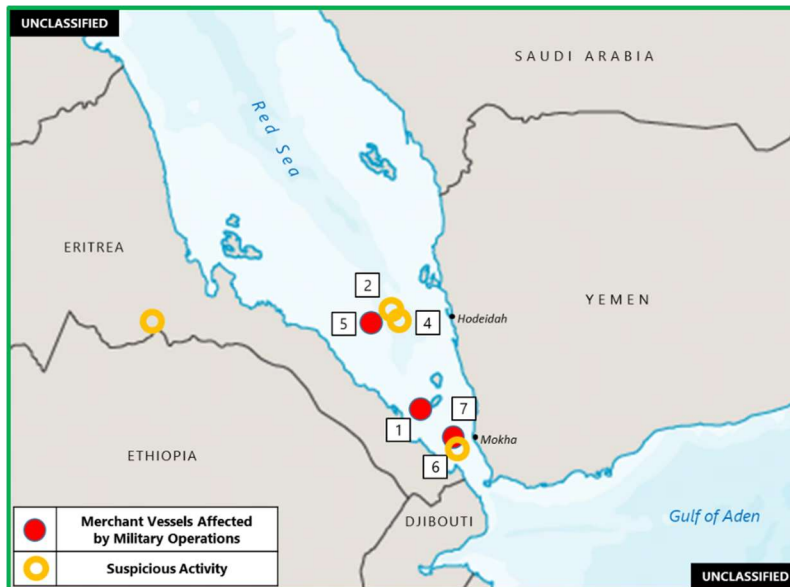 UNCLASSIFIED
SAUDI ARABIA
Red Sea
ERITREA
YEMEN
2
Hodeidah
5
4
7
1
Mokha
ETHIOPIA
6
DJIBOUTI
Gulf of Aden
Merchant Vessels Affected
by Military Operations
Suspicious Activity
UNCLASSIFIED